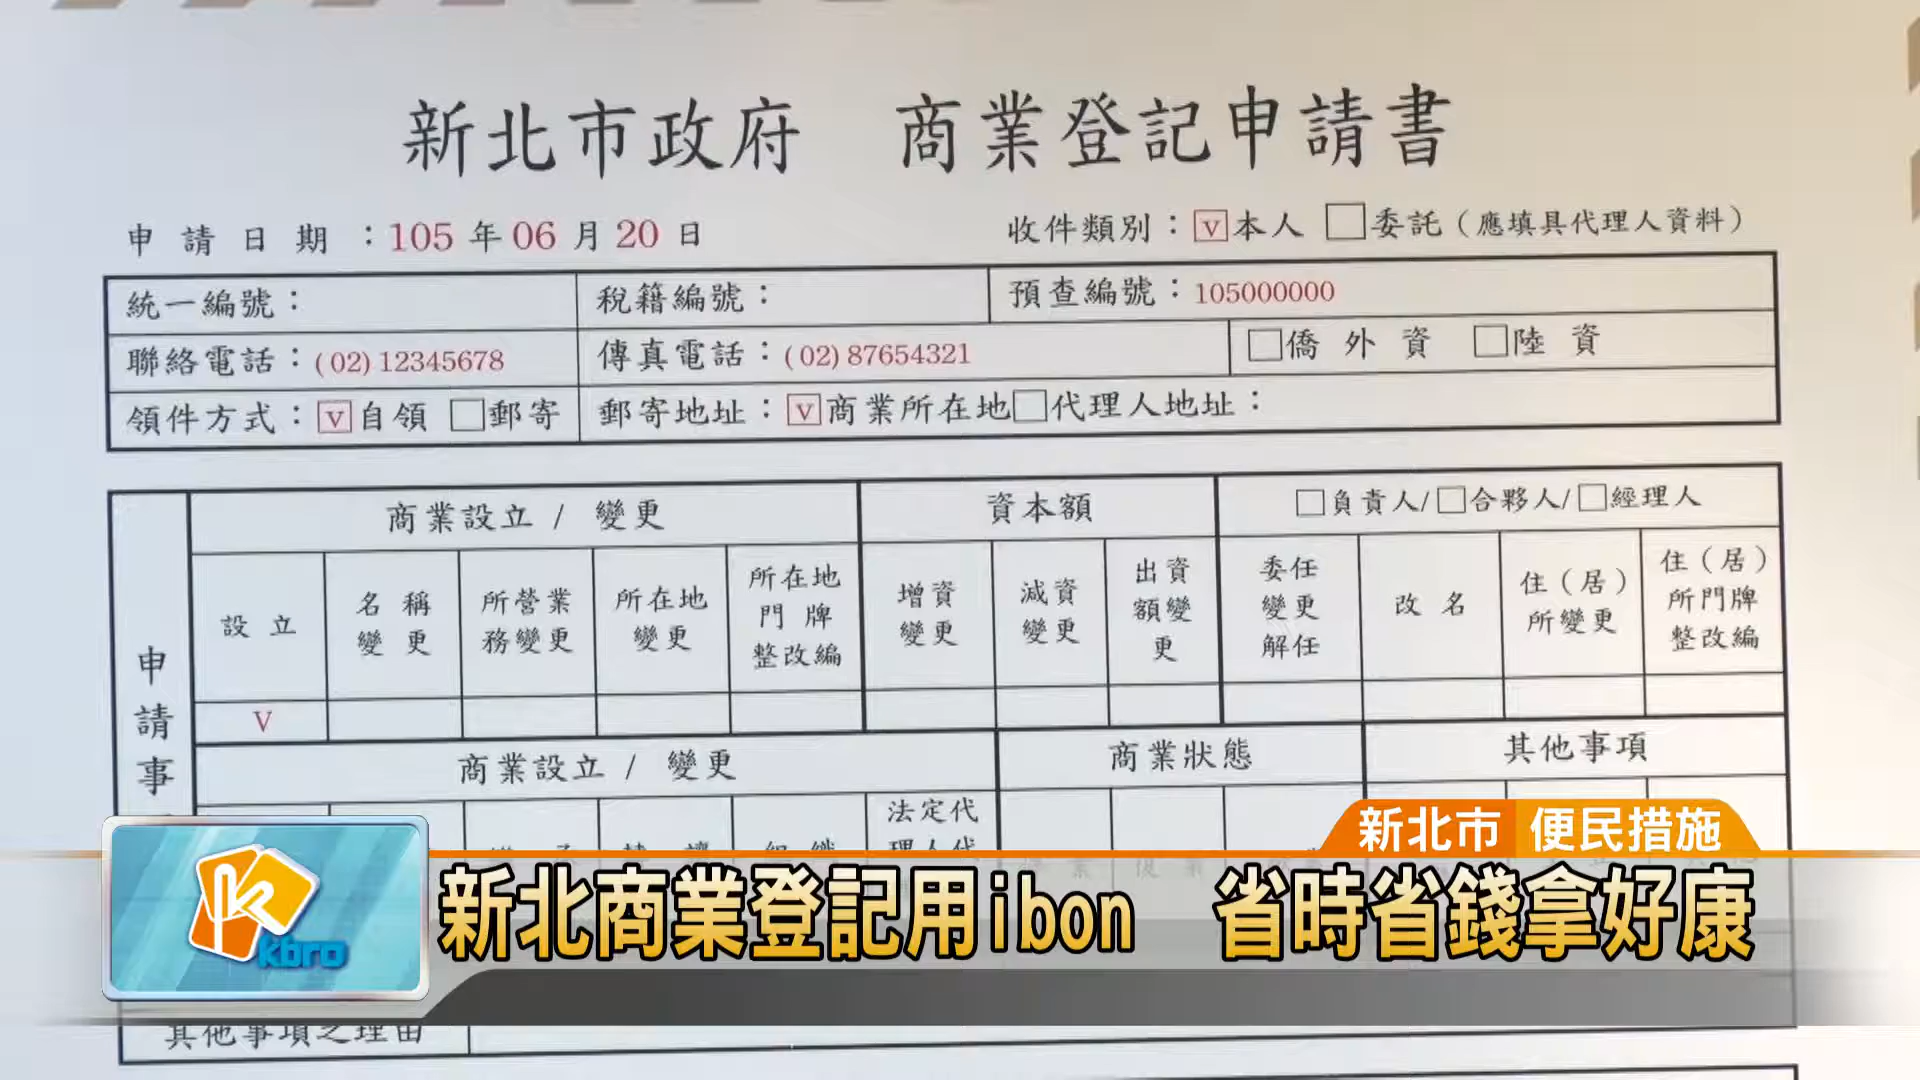 新北市政府 商業登記申請書
申請日期：105年06月20日 收件類別：v本人 □委託（應填具代理人資料）
統一編號： 稅籍編號： 預查編號：105000000
聯絡電話：(02)12345678 傳真電話：(02)87654321 □僑外資 □陸資
領件方式：v自領 □郵寄 郵寄地址：v商業所在地□代理人地址：
商業設立 / 變更 資本額 □負責人/□合夥人/□經理人
設立 名稱變更 所營業務變更 所在地變更 所在地門牌整改編 增資變更 減資變更 出資額變更 委任變更解任 改名 住（居）所變更 住（居）所門牌整改編
V
申請事
商業設立 / 變更 商業狀態 其他事項
法定代
新北市 便民措施
kbro
新北商業登記用ibon 省時省錢拿好康
其他事項之理由